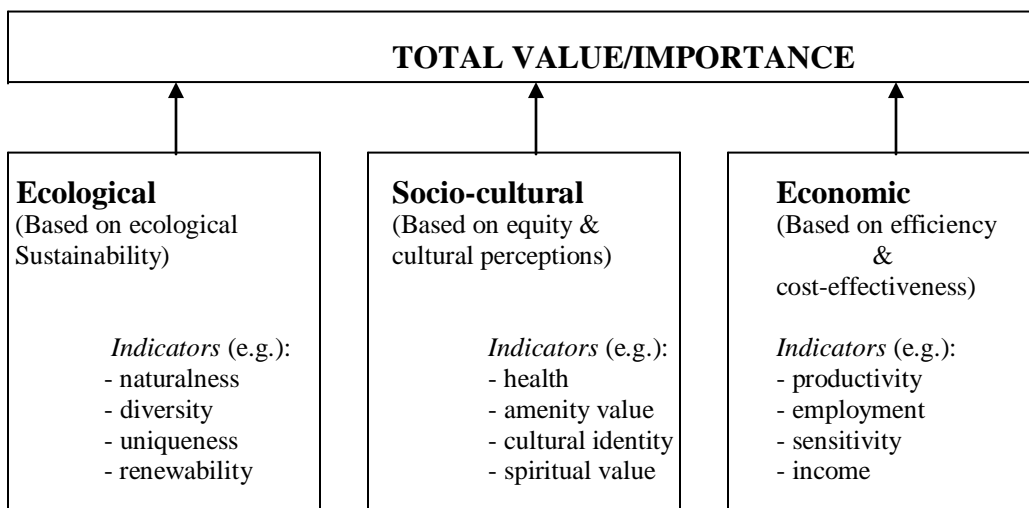 TOTAL VALUE/IMPORTANCE
Ecological
(Based on ecological
Sustainability)
Indicators (e.g.):
- naturalness
- diversity
- uniqueness
- renewability
Socio-cultural
(Based on equity &
cultural perceptions)
Indicators (e.g.):
- health
- amenity value
- cultural identity
- spiritual value
Economic
(Based on efficiency
&
cost-effectiveness)
Indicators (e.g.):
- productivity
- employment
- sensitivity
- income